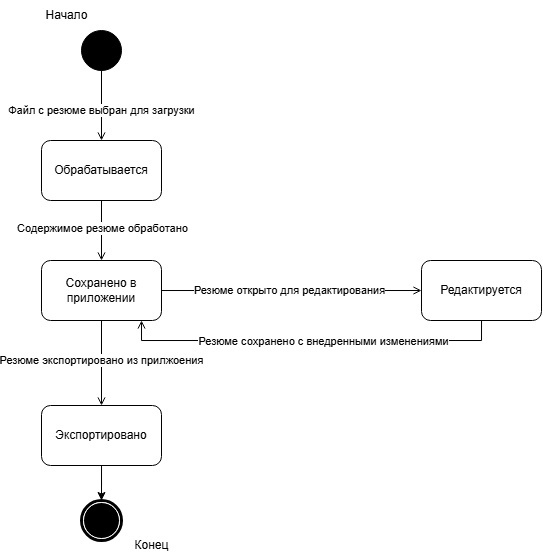 Начало
Файл с резюме выбран для загрузки
Обрабатывается
Содержимое резюме обработано
Сохранено в
приложении
Резюме открыто для редактирования
Редактируется
Резюме сохранено с внедренными изменениями
Резюме экспортировано из прилжоения
Экспортировано
Конец